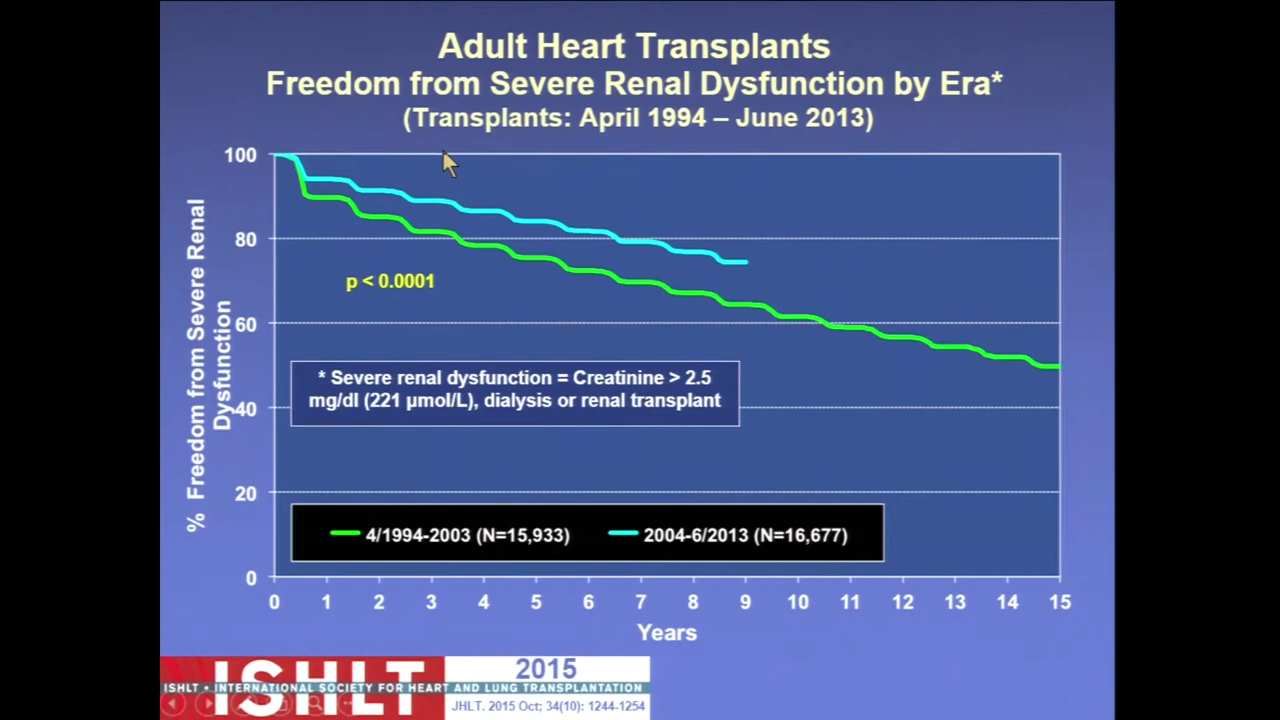 Adult Heart Transplants
Freedom from Severe Renal Dysfunction by Era*
(Transplants: April 1994 – June 2013)
% Freedom from Severe Renal
Dysfunction
100
80
60
40
20
0
p < 0.0001
* Severe renal dysfunction = Creatinine > 2.5
mg/dl (221 µmol/L), dialysis or renal transplant
4/1994-2003 (N=15,933) 2004-6/2013 (N=16,677)
0 1 2 3 4 5 6 7 8 9 10 11 12 13 14 15
Years
ISHLT
2015
ISHLT • INTERNATIONAL SOCIETY FOR HEART AND LUNG TRANSPLANTATION
JHLT. 2015 Oct; 34(10): 1244-1254